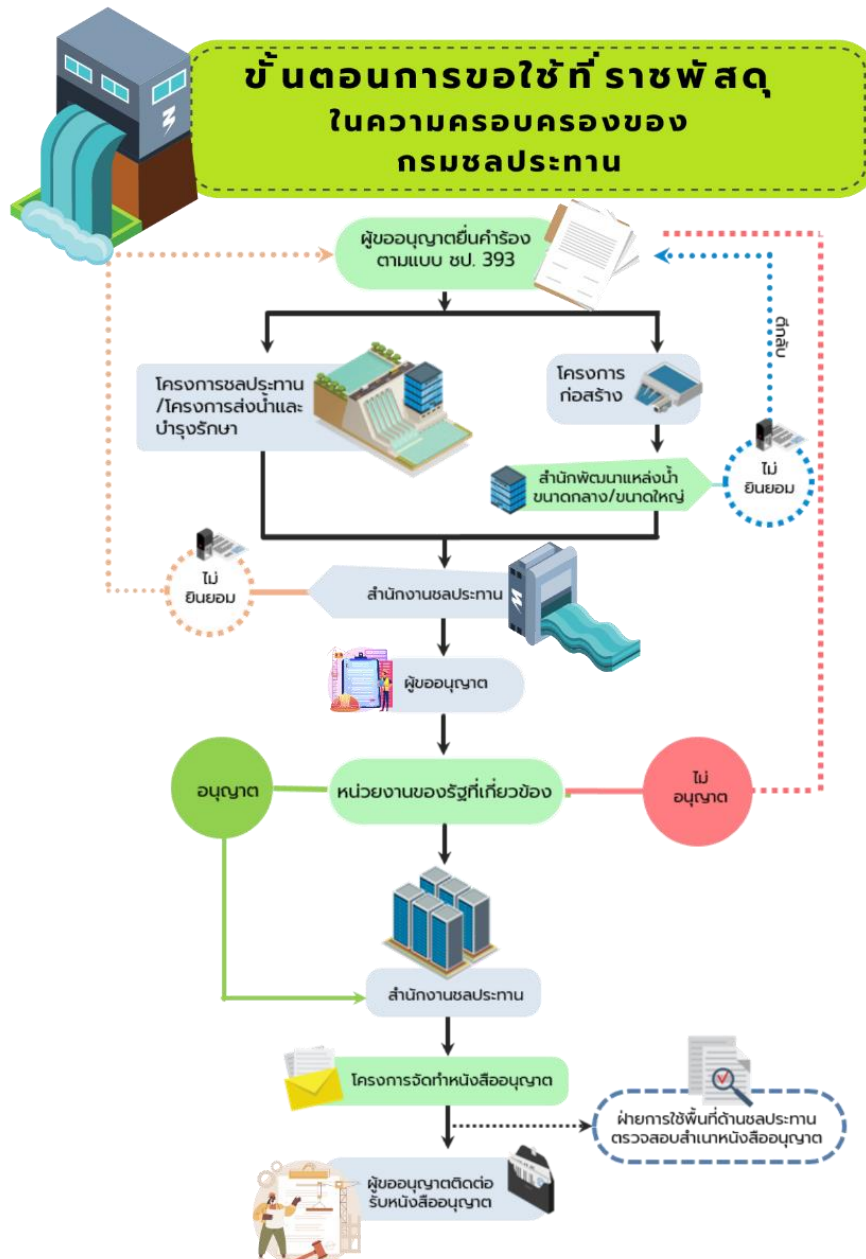 ขั้นตอนการขอใช้ที่ราชพัสดุ
ในความครอบครองของ
กรมชลประทาน
ผู้ขออนุญาตยื่นคำร้อง
ตามแบบ ชป. 393
ตีกลับ
โครงการชลประทาน
/โครงการส่งน้ำและ
บำรุงรักษา
โครงการ
ก่อสร้าง
สำนักพัฒนาแหล่งน้ำ
ขนาดกลาง/ขนาดใหญ่
ไม่
ยินยอม
ไม่
ยินยอม
สำนักงานชลประทาน
ผู้ขออนุญาต
อนุญาต
หน่วยงานของรัฐที่เกี่ยวข้อง
ไม่
อนุญาต
สำนักงานชลประทาน
โครงการจัดทำหนังสืออนุญาต
ฝ่ายการใช้พื้นที่ด้านชลประทาน
ตรวจสอบสำเนาหนังสืออนุญาต
ผู้ขออนุญาตติดต่อ
รับหนังสืออนุญาต